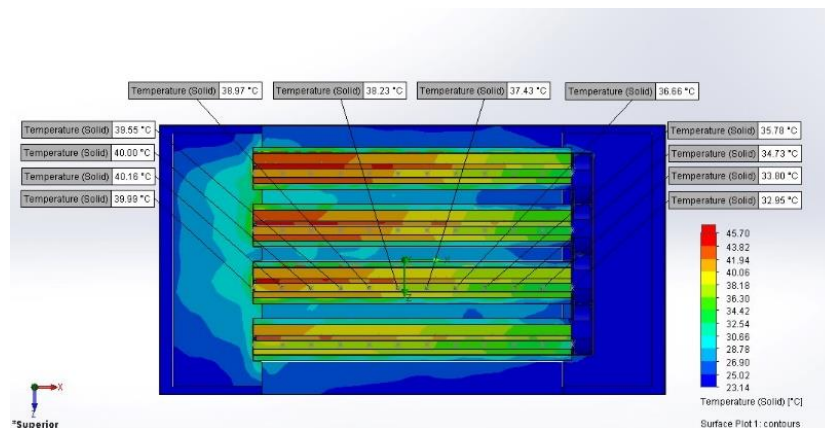 Temperature (Solid) 38.97 °C
Temperature (Solid) 38.23 °C
Temperature (Solid) 37.43 °C
Temperature (Solid) 36.66 °C
Temperature (Solid) 39.55 °C
Temperature (Solid) 40.00 °C
Temperature (Solid) 40.16 °C
Temperature (Solid) 39.99 °C
Temperature (Solid) 35.78 °C
Temperature (Solid) 34.73 °C
Temperature (Solid) 33.80 °C
Temperature (Solid) 32.95 °C
45.70
43.82
41.94
40.06
38.18
36.30
34.42
32.54
30.66
28.78
26.90
25.02
23.14
Temperature (Solid) [°C]
Surface Plot 1: contours
X
Z
*Superior